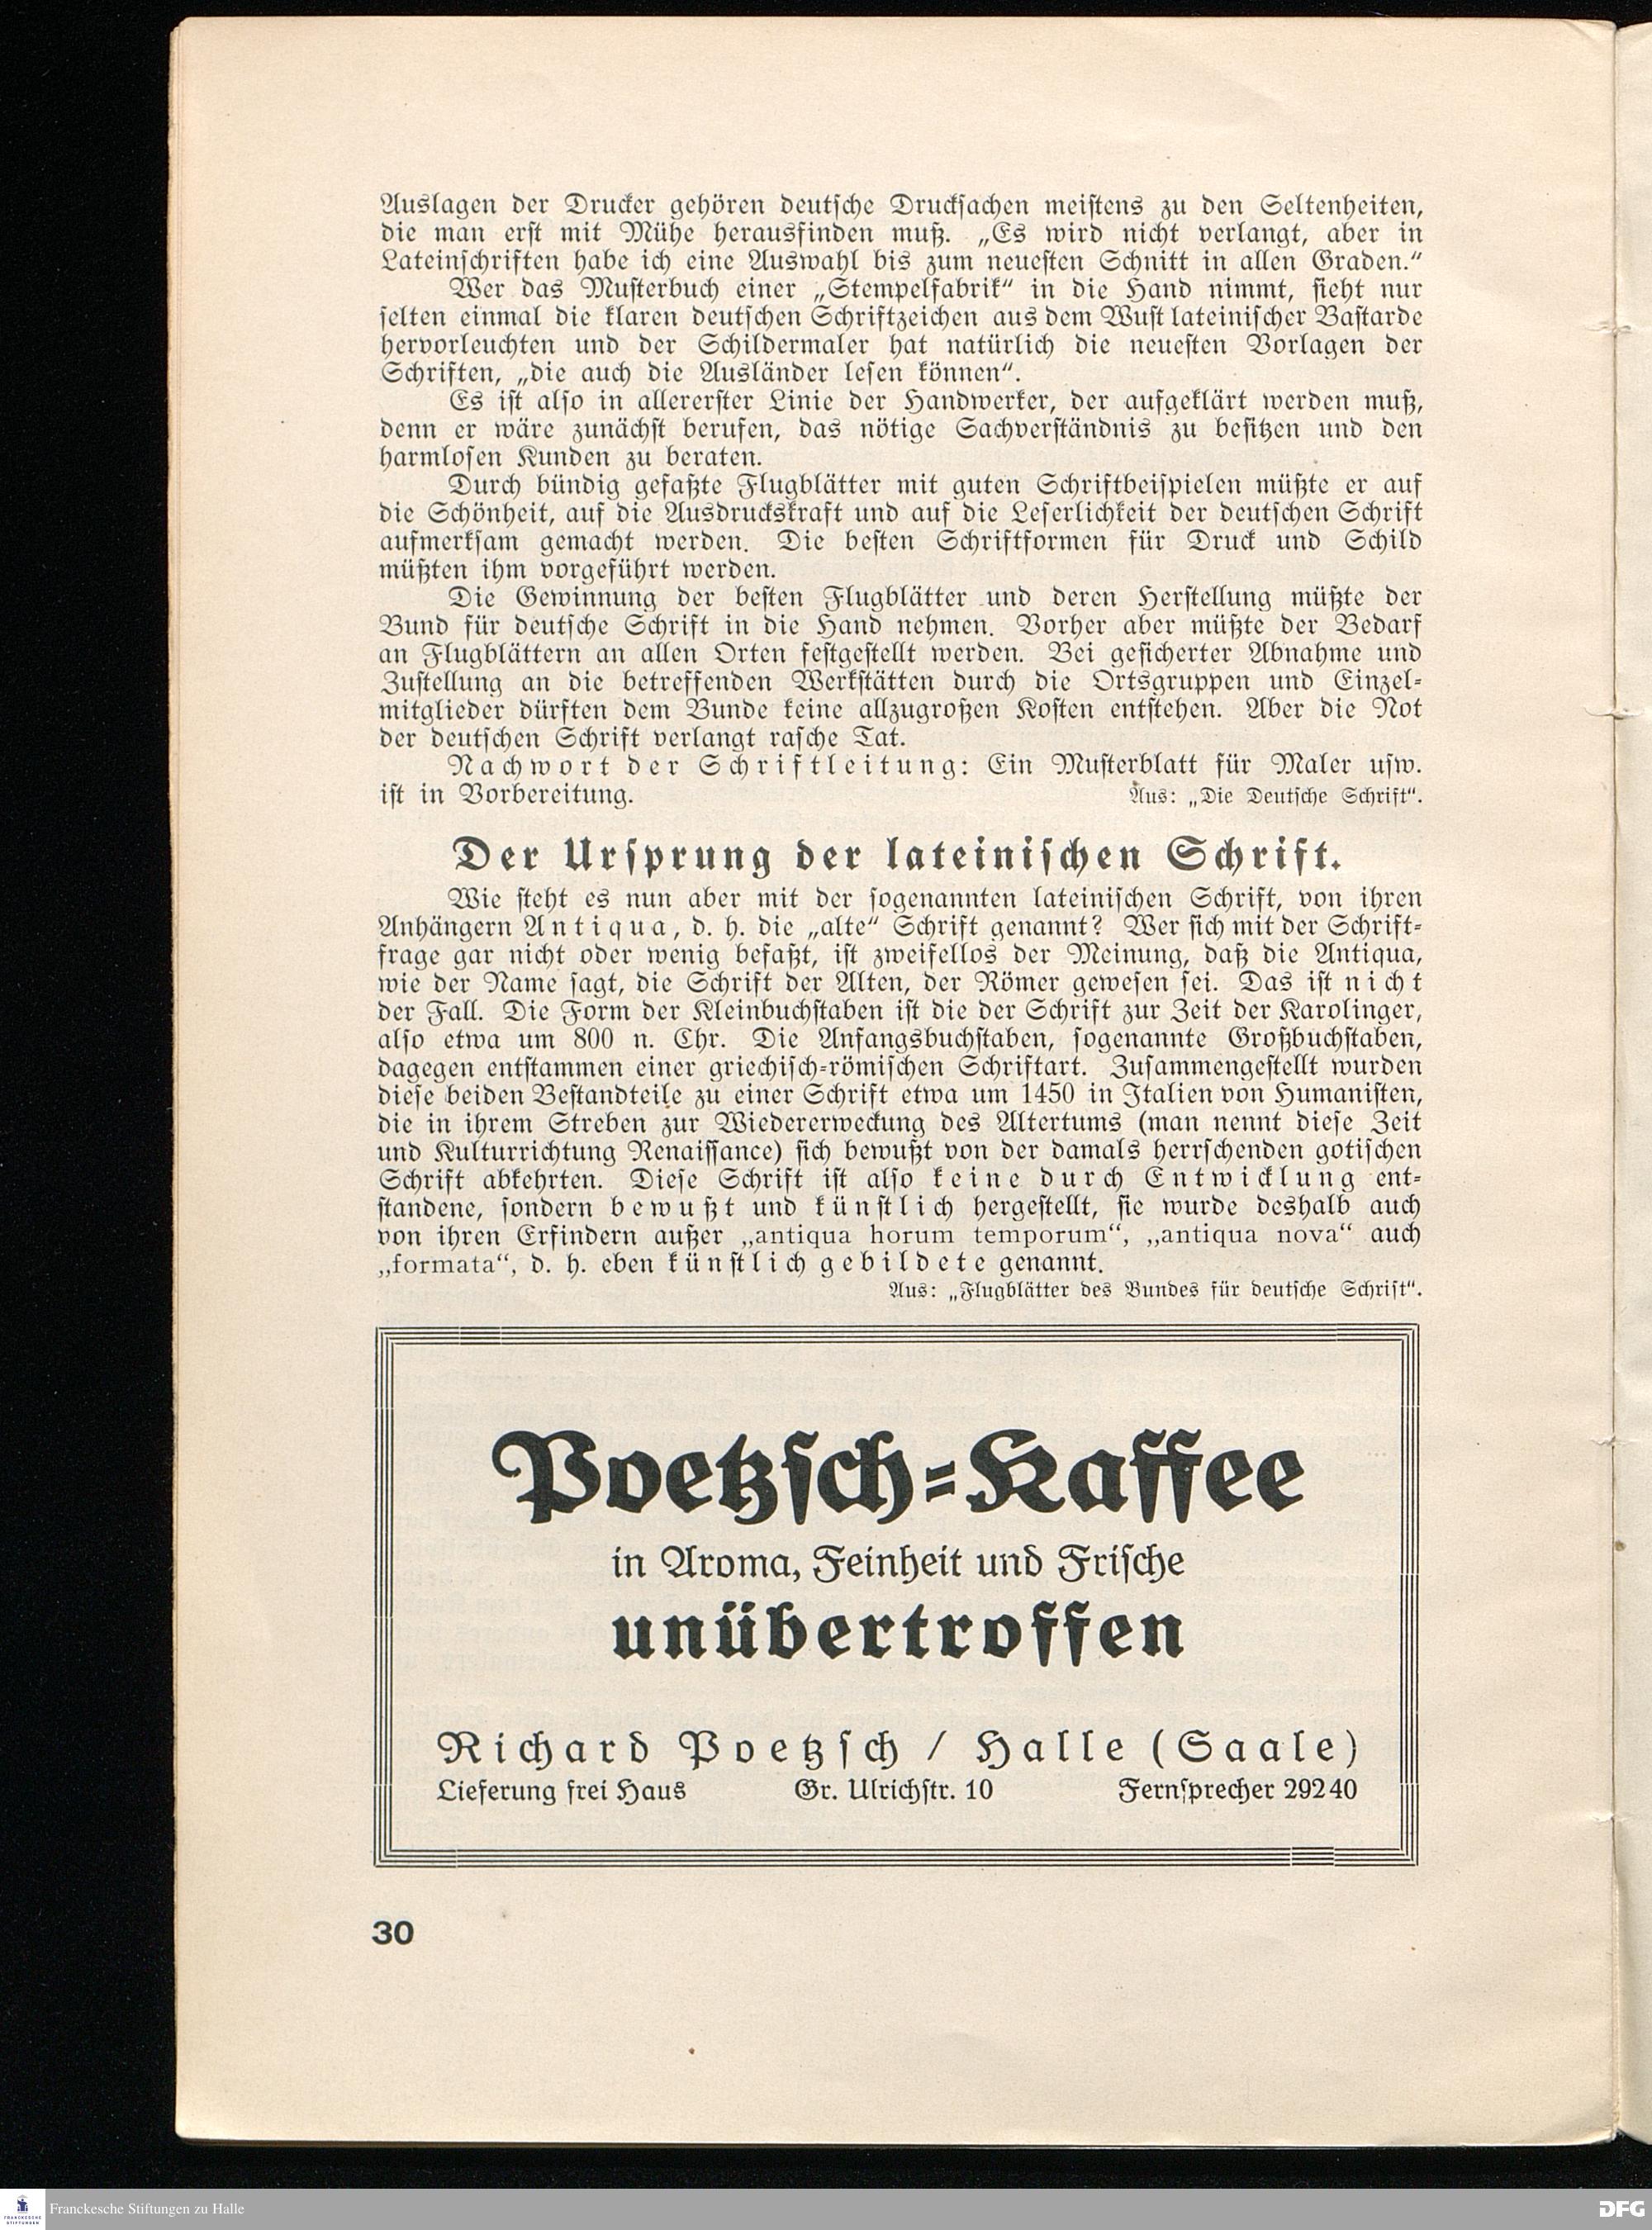 Auslagen der Drucker gehören deutsche Drucksachen meistens zu den Seltenheiten,
die man erst mit Mühe herausfinden muß. „Es wird nicht verlangt, aber in
Lateinschriften habe ich eine Auswahl bis zum neuesten Schnitt in allen Graden.“
Wer das Musterbuch einer „Stempelfabrik“ in die Hand nimmt, sieht nur
selten einmal die klaren deutschen Schriftzeichen aus dem Wust lateinischer Bastarde
hervorleuchten und der Schildermaler hat natürlich die neuesten Vorlagen der
Schriften, „die auch die Ausländer lesen können“.
Es ist also in allererster Linie der Handwerker, der aufgeklärt werden muß,
denn er wäre zunächst berufen, das nötige Sachverständnis zu besitzen und den
harmlosen Kunden zu beraten.
Durch bündig gefaßte Flugblätter mit guten Schriftbeispielen müßte er auf
die Schönheit, auf die Ausdruckskraft und auf die Leserlichkeit der deutschen Schrift
aufmerksam gemacht werden. Die besten Schriftformen für Druck und Schild
müßten ihm vorgeführt werden.
Die Gewinnung der besten Flugblätter und deren Herstellung müßte der
Bund für deutsche Schrift in die Hand nehmen. Vorher aber müßte der Bedarf
an Flugblättern an allen Orten festgestellt werden. Bei gesicherter Abnahme und
Zustellung an die betreffenden Werkstätten durch die Ortsgruppen und Einzel-
mitglieder dürften dem Bunde keine allzugroßen Kosten entstehen. Aber die Not
der deutschen Schrift verlangt rasche Tat.
Nachwort der Schriftleitung: Ein Musterblatt für Maler usw.
ist in Vorbereitung. Aus: „Die Deutsche Schrift“.
Der Ursprung der lateinischen Schrift.
Wie steht es nun aber mit der sogenannten lateinischen Schrift, von ihren
Anhängern Antiqua, d. h. die „alte“ Schrift genannt? Wer sich mit der Schrift-
frage gar nicht oder wenig befaßt, ist zweifellos der Meinung, daß die Antiqua,
wie der Name sagt, die Schrift der Alten, der Römer gewesen sei. Das ist nicht
der Fall. Die Form der Kleinbuchstaben ist die der Schrift zur Zeit der Karolinger,
also etwa um 800 n. Chr. Die Anfangsbuchstaben, sogenannte Großbuchstaben,
dagegen entstammen einer griechisch-römischen Schriftart. Zusammengestellt wurden
diese beiden Bestandteile zu einer Schrift etwa um 1450 in Italien von Humanisten,
die in ihrem Streben zur Wiedererweckung des Altertums (man nennt diese Zeit
und Kulturrichtung Renaissance) sich bewußt von der damals herrschenden gotischen
Schrift abkehrten. Diese Schrift ist also keine durch Entwicklung ent-
standene, sondern bewußt und künstlich hergestellt, sie wurde deshalb auch
von ihren Erfindern außer „antiqua horum temporum“, „antiqua nova“ auch
„formata“, d. h. eben künstlich gebildete genannt.
Aus: „Flugblätter des Bundes für deutsche Schrift“.
Poetzsch-Kaffee
in Aroma, Feinheit und Frische
unübertroffen
Richard Poetzsch / Halle (Saale)
Lieferung frei Haus Gr. Ulrichstr. 10 Fernsprecher 29240
30
Franckesche Stiftungen zu Halle
DFG